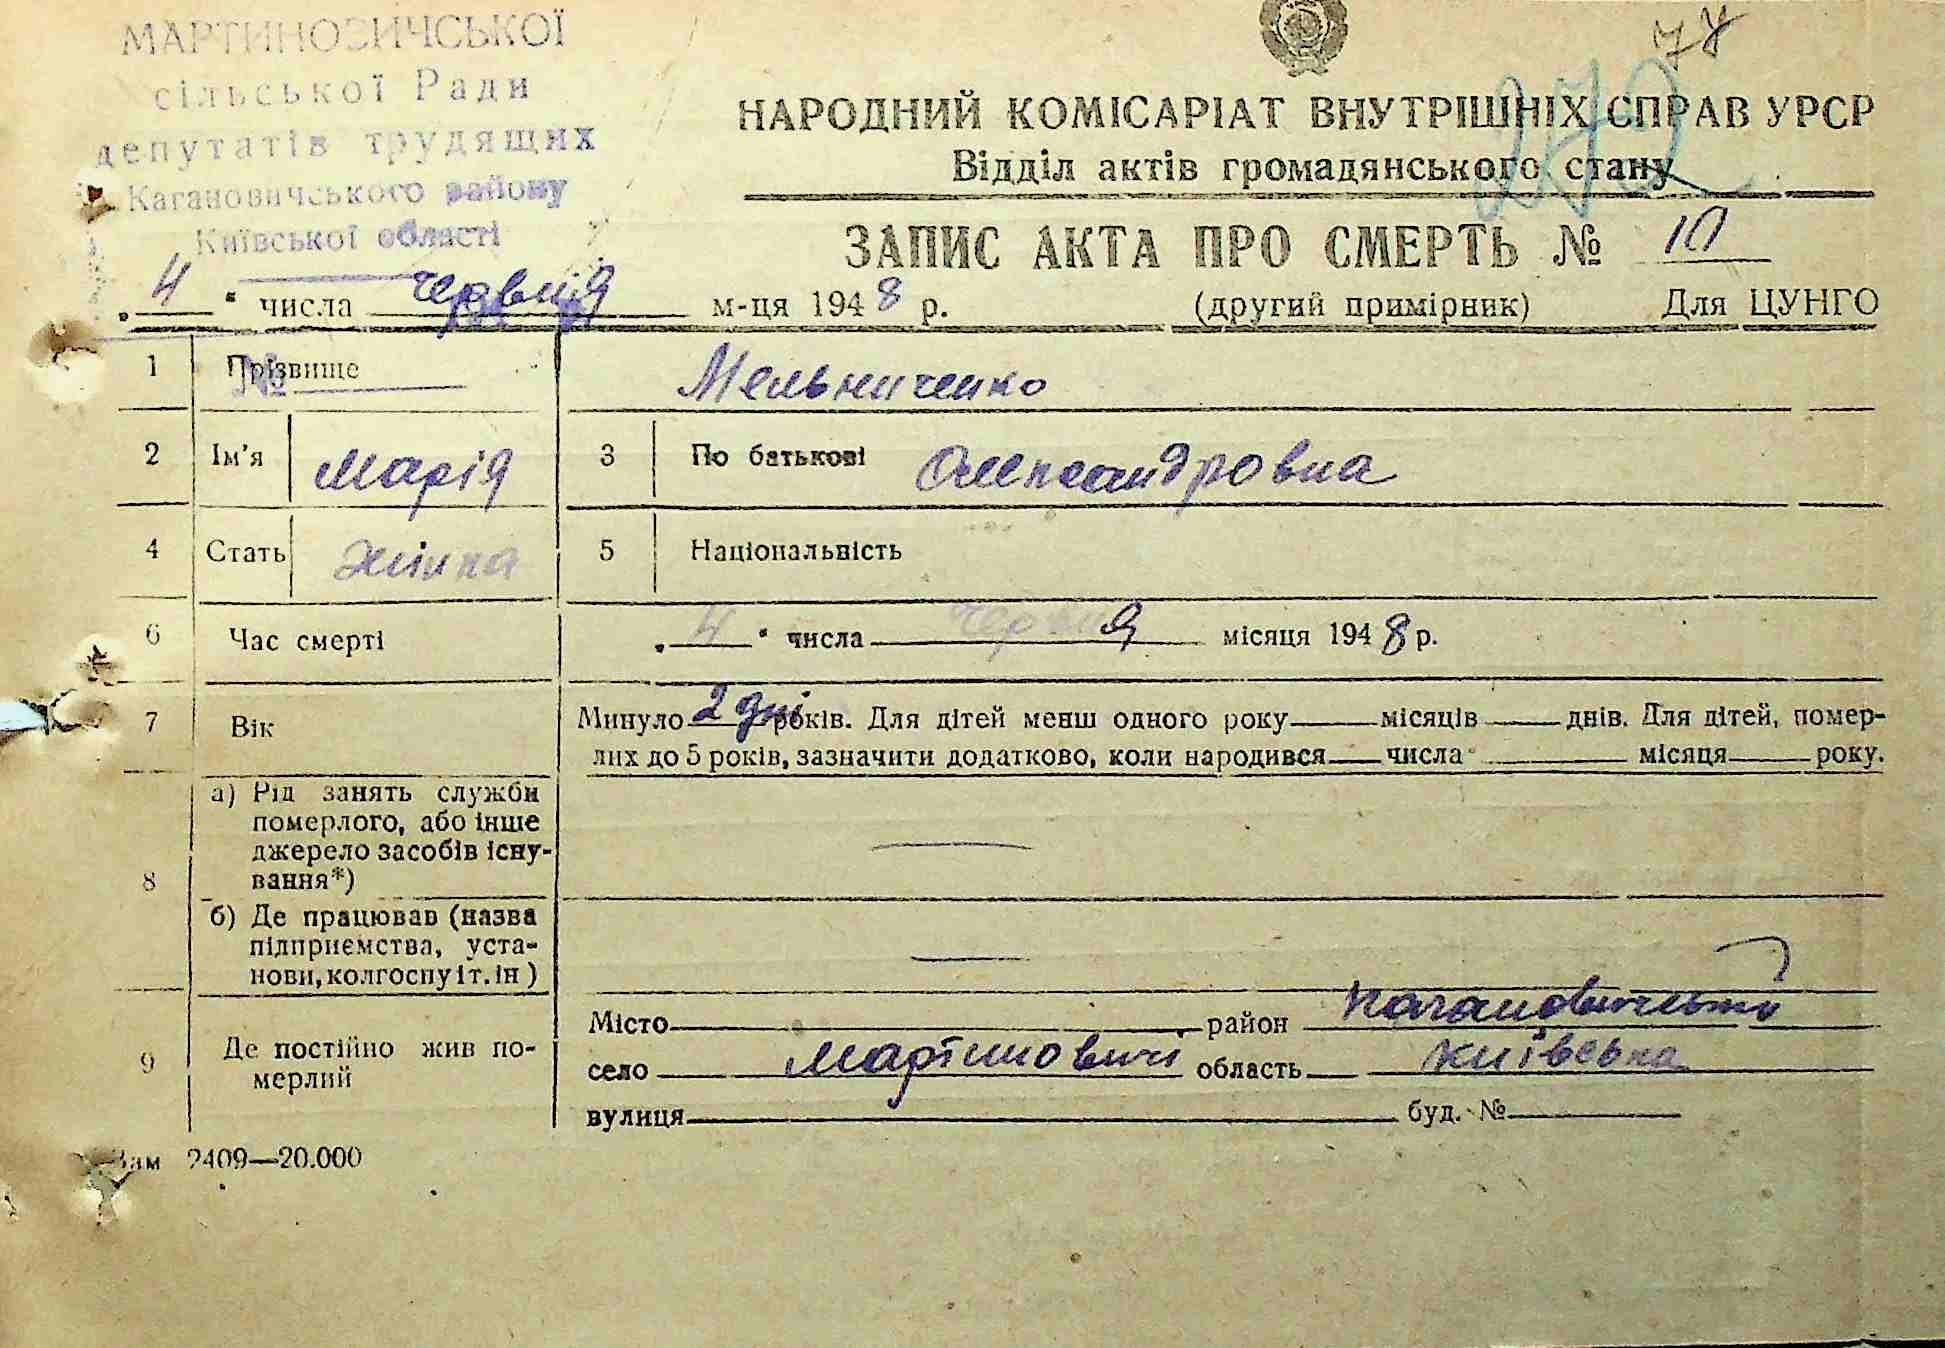 МАРТИНОВИЧСЬКОЇ
сільської Ради
депутатів трудящих
Кагановичського району
Київської області
№
78
272
НАРОДНИЙ КОМІСАРІАТ ВНУТРІШНІХ СПРАВ УРСР
Відділ актів громадянського стану
ЗАПИС АКТА ПРО СМЕРТЬ № 10
„4“ числа червня м-ця 1948 р. (другий примірник) Для ЦУНГО
1 Прізвище Мельниченко
2 Ім'я Марія 3 По батькові Олександровна
4 Стать жінка 5 Національність
6 Час смерті „4“ числа червня місяця 1948 р.
7 Вік Минуло 2 дні років. Для дітей менш одного року місяців днів. Для дітей, помер-
лих до 5 років, зазначити додатково, коли народився числа місяця року.
8 а) Рід занять служби
померлого, або інше
джерело засобів існу-
вання*) —
б) Де працював (назва
підприємства, уста-
нови, колгоспу і т. ін) —
9 Де постійно жив по-
мерлий
Місто район Кагановичський
село Мартиновичі область Київська
вулиця буд. №
Зам 2409—20.000